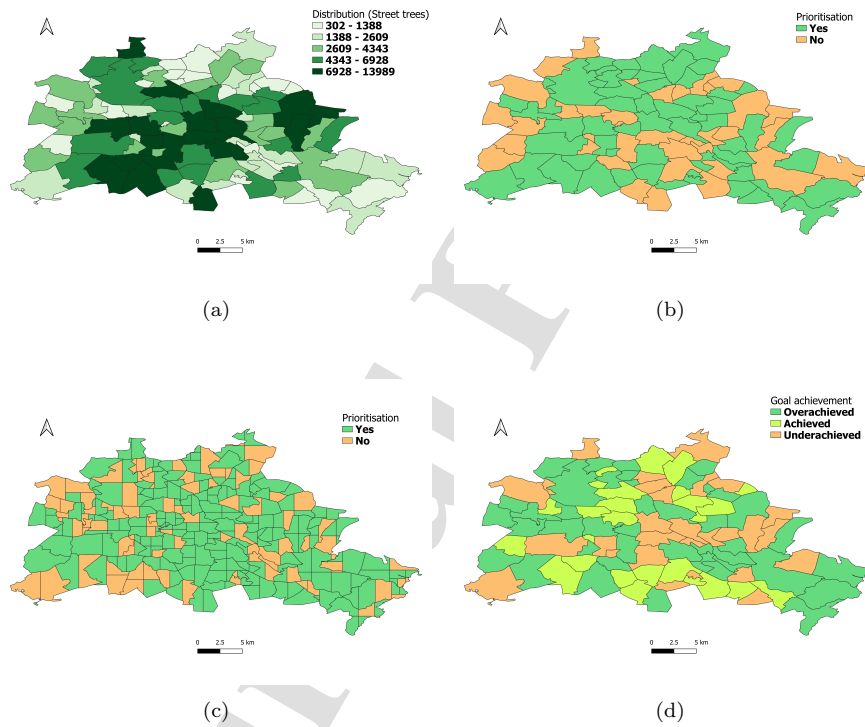 Distribution (Street trees)
302 - 1388
1388 - 2609
2609 - 4343
4343 - 6928
6928 - 13989
0 2.5 5 km
(a)
Prioritisation
Yes
No
0 2.5 5 km
(b)
Prioritisation
Yes
No
0 2.5 5 km
(c)
Goal achievement
Overachieved
Achieved
Underachieved
0 2.5 5 km
(d)